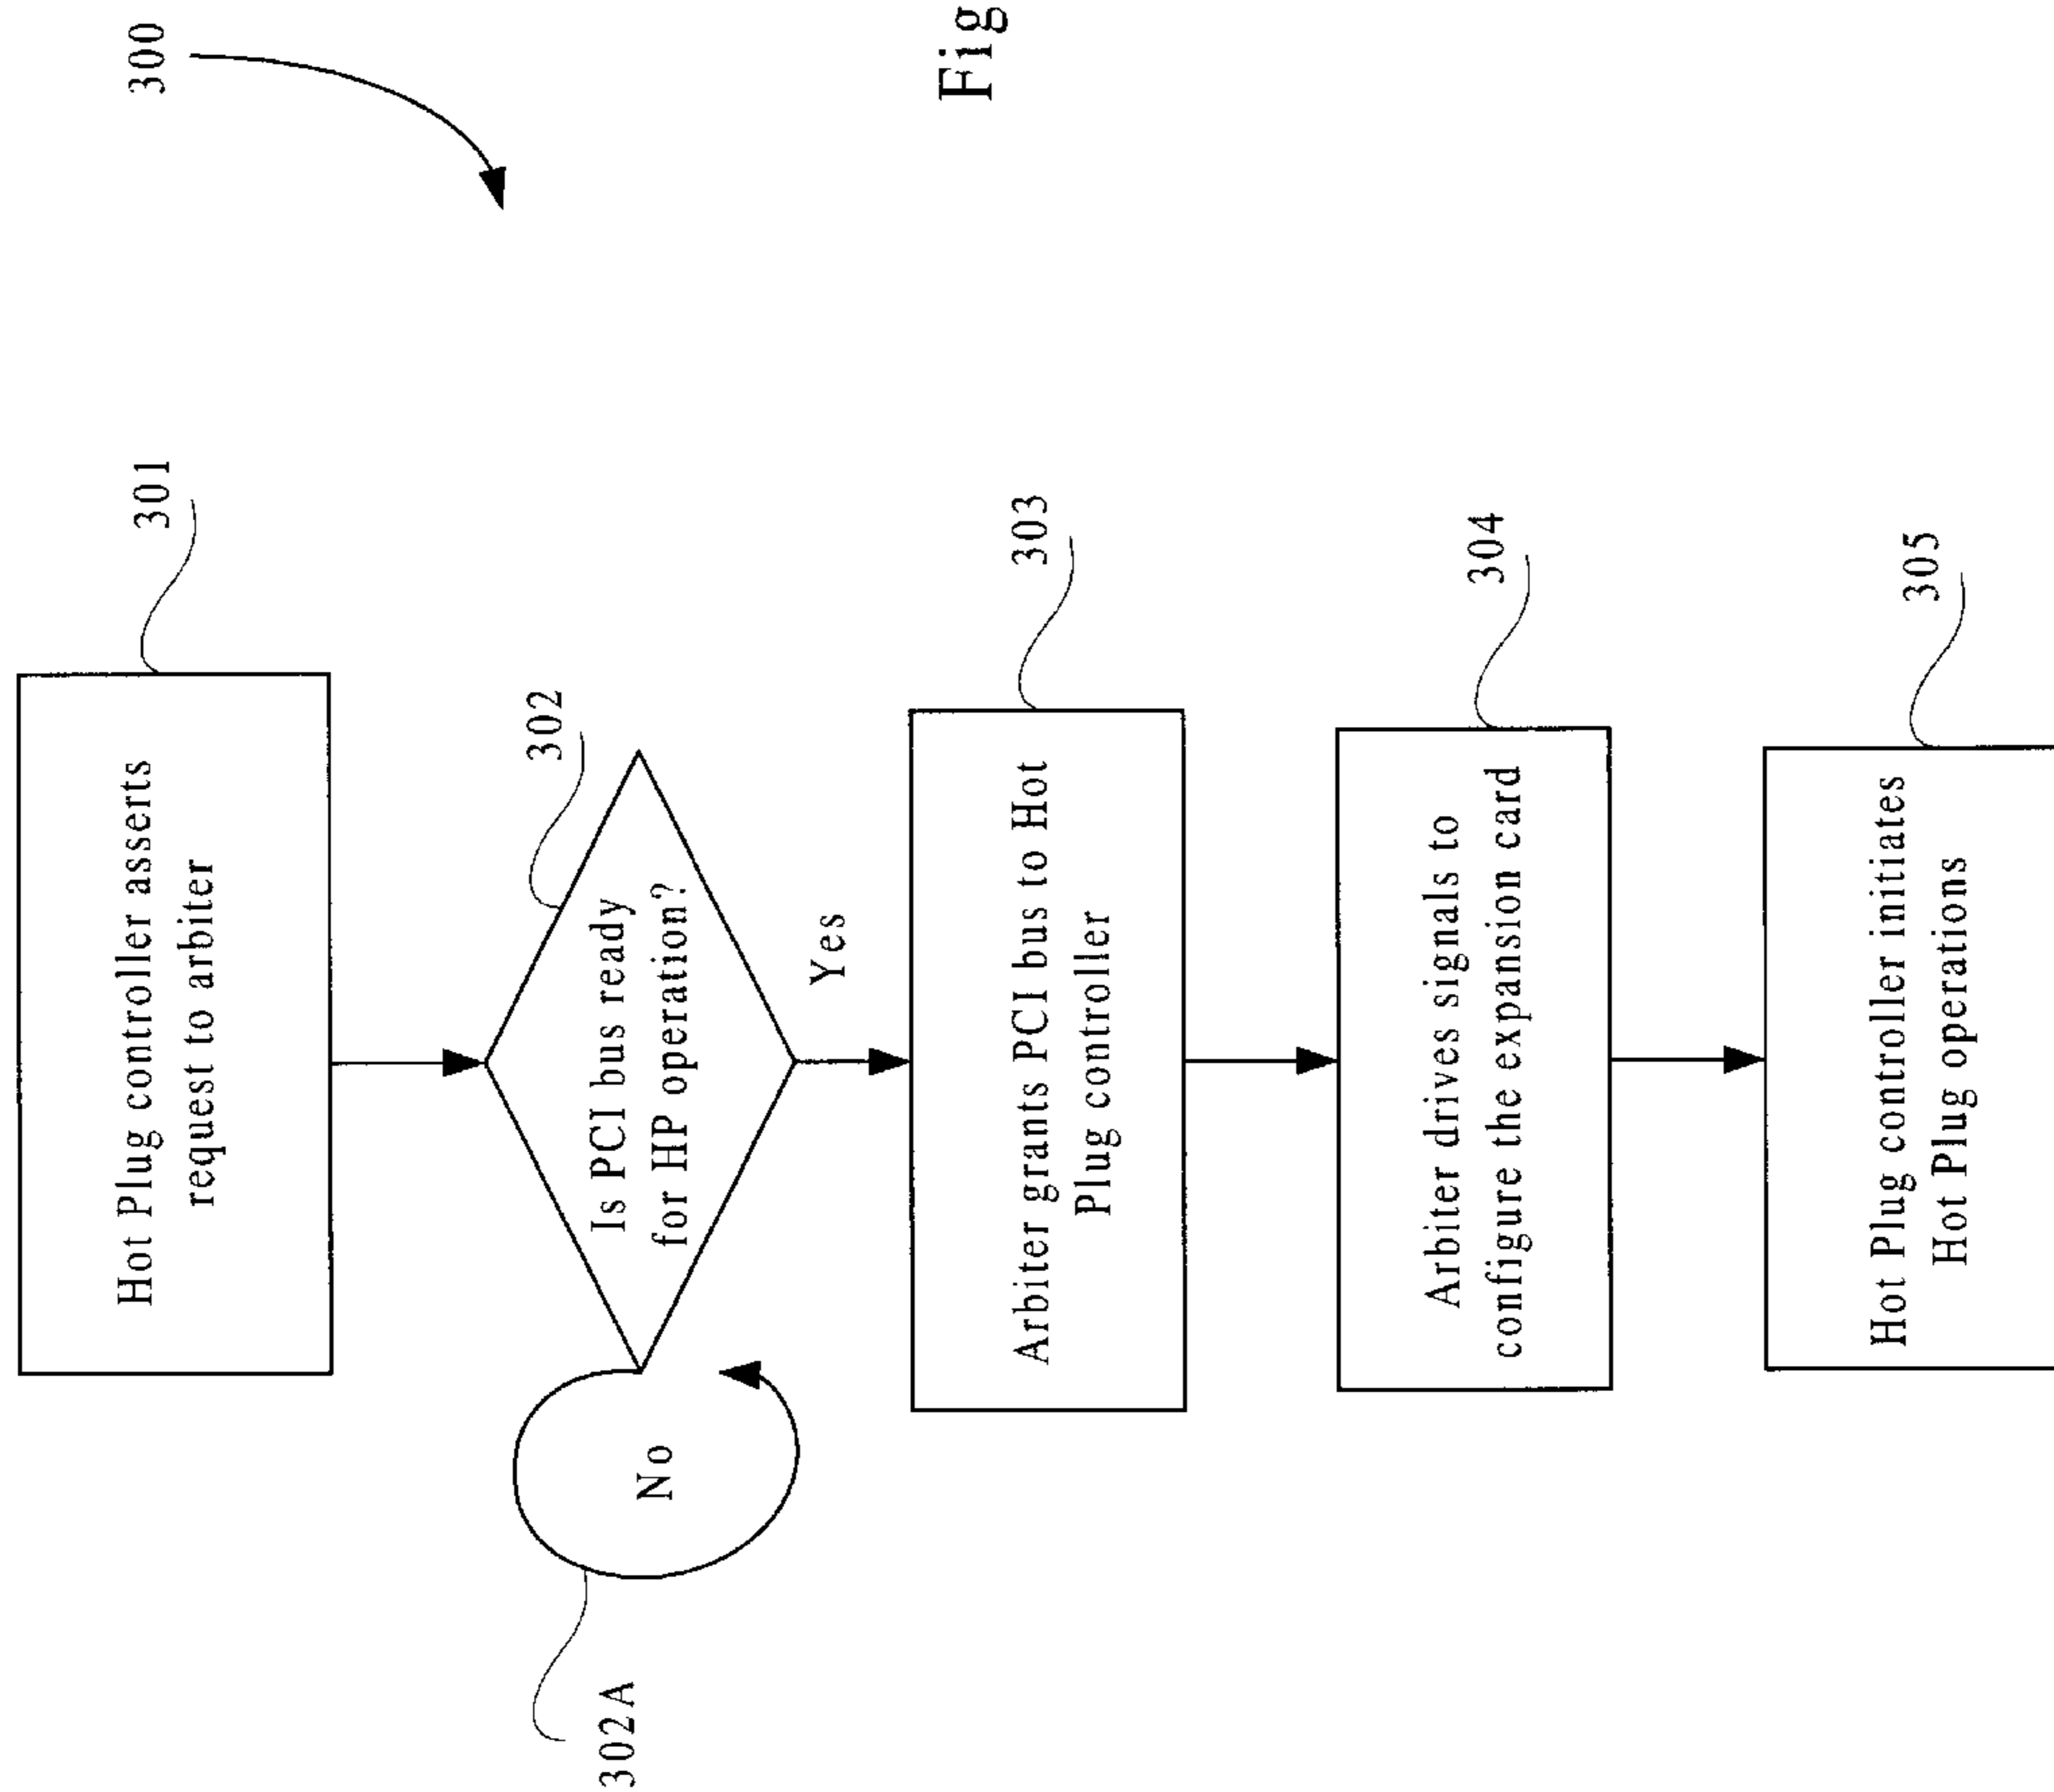 300
301
Hot Plug controller asserts
request to arbiter
302
Is PCI bus ready
for HP operation?
No
302A
Yes
303
Arbiter grants PCI bus to Hot
Plug controller
304
Arbiter drives signals to
configure the expansion card
305
Hot Plug controller initiates
Hot Plug operations
Fig